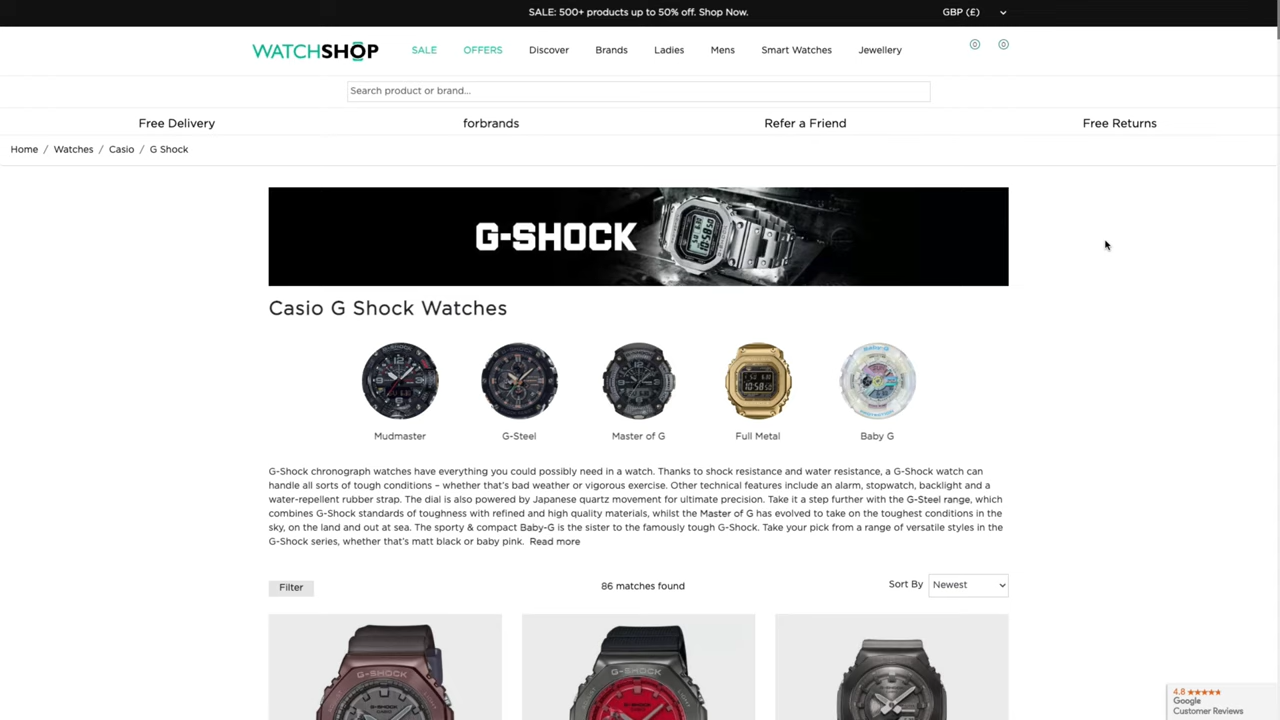 SALE: 500+ products up to 50% off. Shop Now.
GBP (£)
WATCHSHOP
SALE
OFFERS
Discover
Brands
Ladies
Mens
Smart Watches
Jewellery
0
0
Search product or brand...
Free Delivery
forbrands
Refer a Friend
Free Returns
Home / Watches / Casio / G Shock
G-SHOCK
Casio G Shock Watches
Mudmaster
G-Steel
Master of G
Full Metal
Baby G
G-Shock chronograph watches have everything you could possibly need in a watch. Thanks to shock resistance and water resistance, a G-Shock watch can
handle all sorts of tough conditions – whether that's bad weather or vigorous exercise. Other technical features include an alarm, stopwatch, backlight and a
water-repellent rubber strap. The dial is also powered by Japanese quartz movement for ultimate precision. Take it a step further with the G-Steel range, which
combines G-Shock standards of toughness with refined and high quality materials, whilst the Master of G has evolved to take on the toughest conditions in the
sky, on the land and out at sea. The sporty & compact Baby-G is the sister to the famously tough G-Shock. Take your pick from a range of versatile styles in the
G-Shock series, whether that's matt black or baby pink. Read more
Filter
86 matches found
Sort By
Newest
G-SHOCK
G-SHOCK
4.8
Google
Customer Reviews